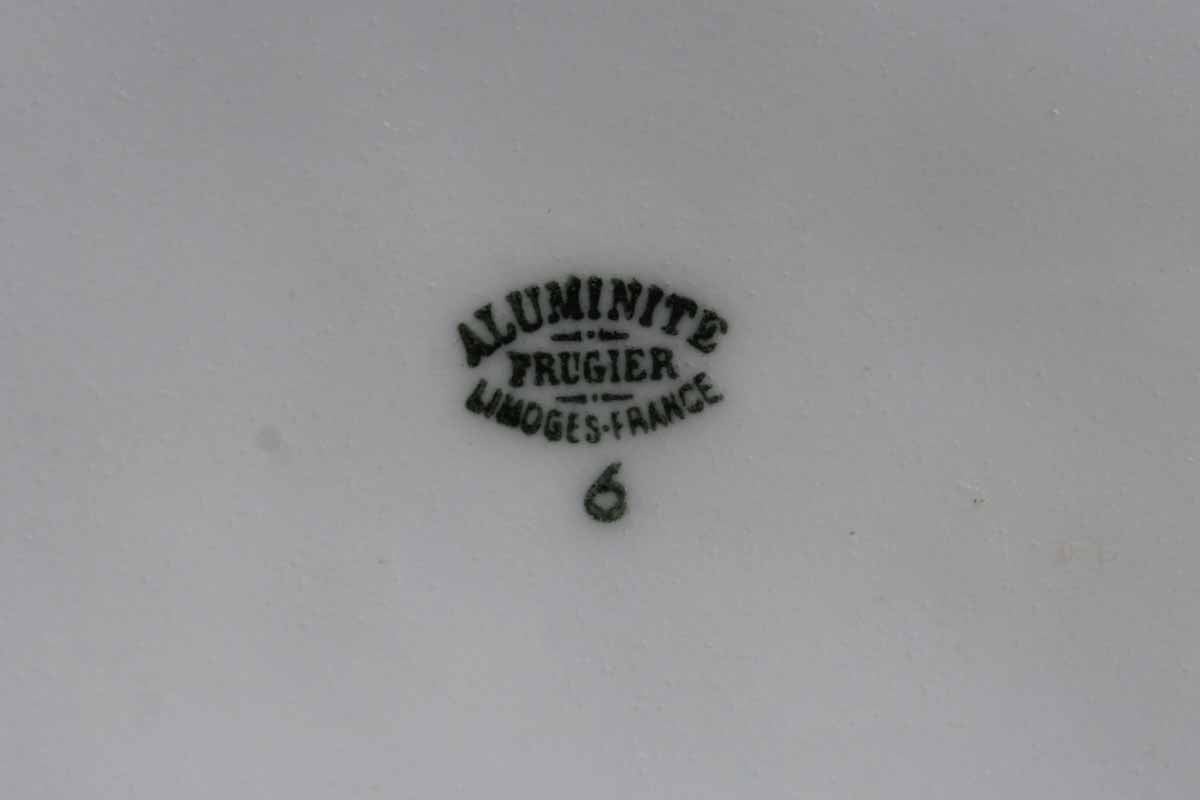 ALUMINITE
FRUGIER
LIMOGES-FRANCE
6